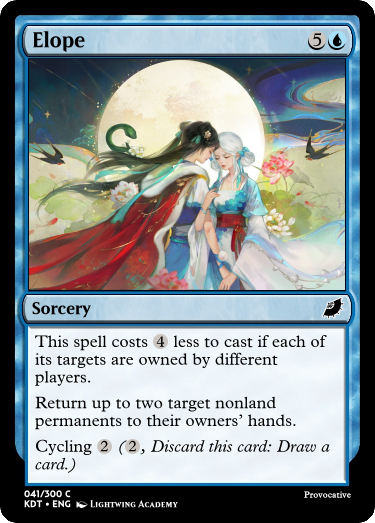 Elope 5
Sorcery
This spell costs 4 less to cast if each of
its targets are owned by different
players.
Return up to two target nonland
permanents to their owners' hands.
Cycling 2 (2, Discard this card: Draw a
card.)
041/300 C
KDT • ENG Lightwing Academy
Provocative